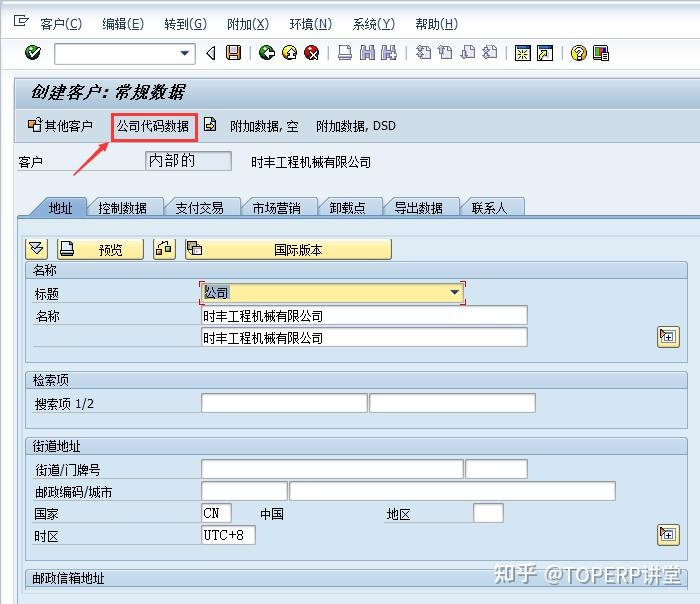 客户(C) 编辑(E) 转到(G) 附加(X) 环境(N) 系统(Y) 帮助(H)
创建客户: 常规数据
其他客户 公司代码数据 附加数据, 空 附加数据, DSD
客户 内部的 时丰工程机械有限公司
地址 控制数据 支付交易 市场营销 卸载点 导出数据 联系人
预览 国际版本
名称
标题 公司
名称 时丰工程机械有限公司
时丰工程机械有限公司
检索项
搜索项 1/2
街道地址
街道/门牌号
邮政编码/城市
国家 CN 中国 地区
时区 UTC+8
邮政信箱地址
知乎 @TOPERP讲堂